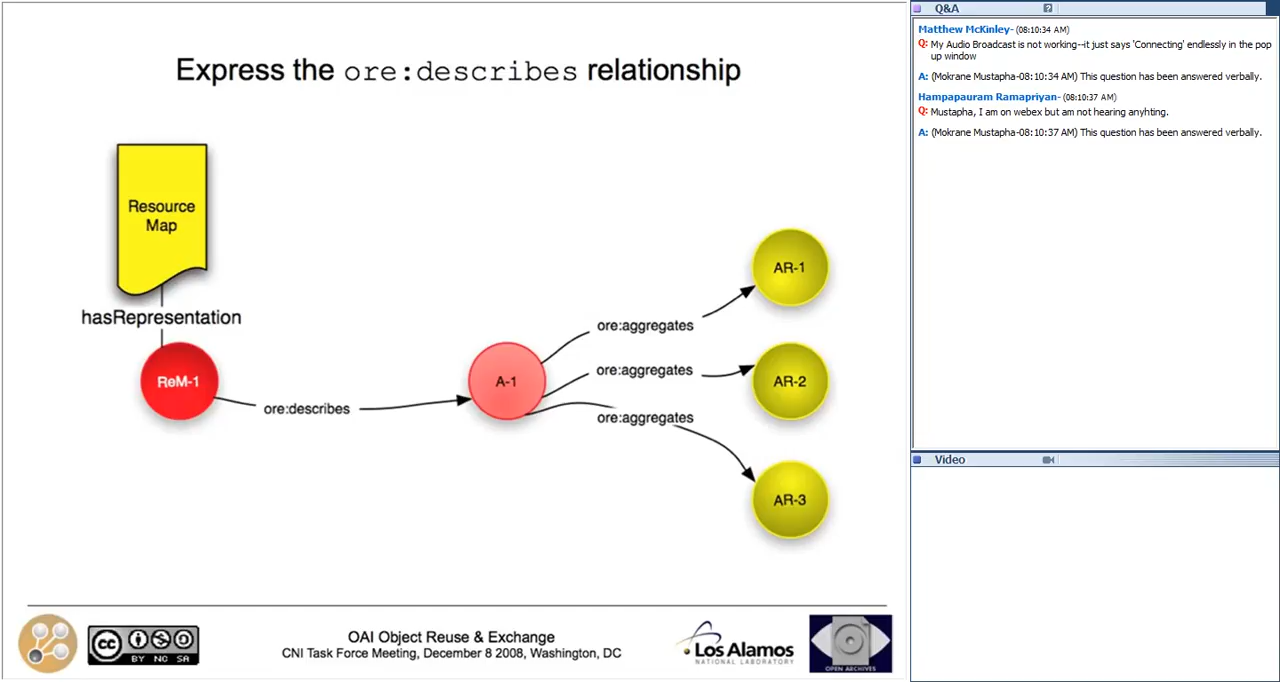 Express the ore:describes relationship
Resource
Map
hasRepresentation
ReM-1
ore:describes
A-1
ore:aggregates
ore:aggregates
ore:aggregates
AR-1
AR-2
AR-3
cc
BY NC SA
OAI Object Reuse & Exchange
CNI Task Force Meeting, December 8 2008, Washington, DC
Los Alamos
NATIONAL LABORATORY
OPEN ARCHIVES
Q&A
?
Matthew McKinley- (08:10:34 AM)
Q: My Audio Broadcast is not working--it just says 'Connecting' endlessly in the pop
up window
A: (Mokrane Mustapha-08:10:34 AM) This question has been answered verbally.
Hampapauram Ramapriyan- (08:10:37 AM)
Q: Mustapha, I am on webex but am not hearing anyhting.
A: (Mokrane Mustapha-08:10:37 AM) This question has been answered verbally.
Video